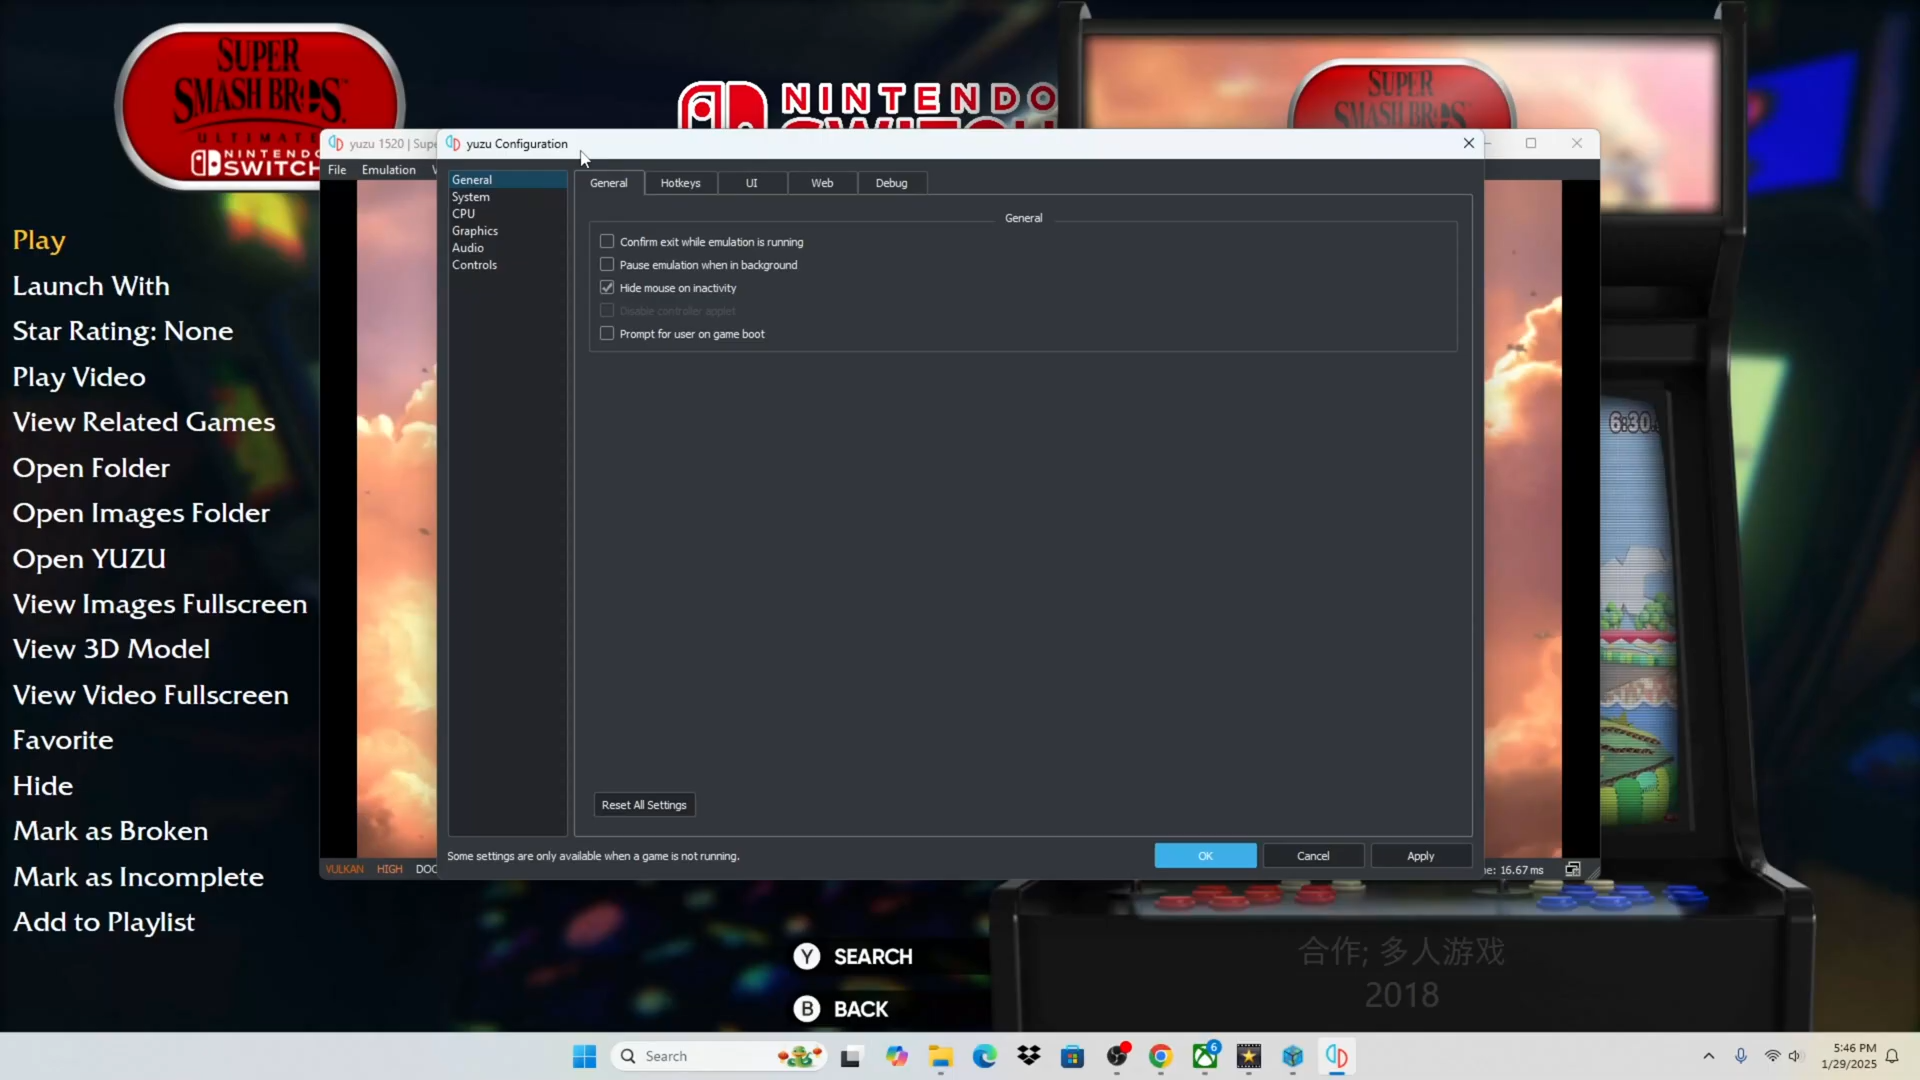 SUPER
SMASH BROS.
ULTIMATE
NINTENDO
SWITCH
NINTENDO
SWITCH
SUPER
SMASH BROS.
yuzu 1520 | Supe
File Emulation V
yuzu Configuration
General
System
CPU
Graphics
Audio
Controls
General Hotkeys UI Web Debug
General
Confirm exit while emulation is running
Pause emulation when in background
Hide mouse on inactivity
Disable controller applet
Prompt for user on game boot
Reset All Settings
Some settings are only available when a game is not running.
OK Cancel Apply
VULKAN HIGH DOC
e: 16.67 ms
Play
Launch With
Star Rating: None
Play Video
View Related Games
Open Folder
Open Images Folder
Open YUZU
View Images Fullscreen
View 3D Model
View Video Fullscreen
Favorite
Hide
Mark as Broken
Mark as Incomplete
Add to Playlist
6:30.
Y SEARCH
B BACK
合作; 多人游戏
2018
Search
6
5:46 PM
1/29/2025